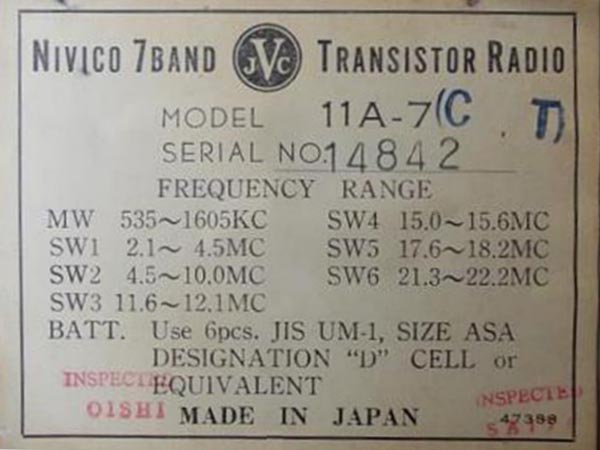 NIVICO 7BAND JVC TRANSISTOR RADIO
MODEL 11A-7(C . T)
SERIAL NO. 14842
FREQUENCY RANGE
MW 535~1605KC SW4 15.0~15.6MC
SW1 2.1~ 4.5MC SW5 17.6~18.2MC
SW2 4.5~10.0MC SW6 21.3~22.2MC
SW3 11.6~12.1MC
BATT. Use 6pcs. JIS UM-1, SIZE ASA
DESIGNATION "D" CELL or
INSPECTED EQUIVALENT
INSPECTED
OISHI MADE IN JAPAN 47388